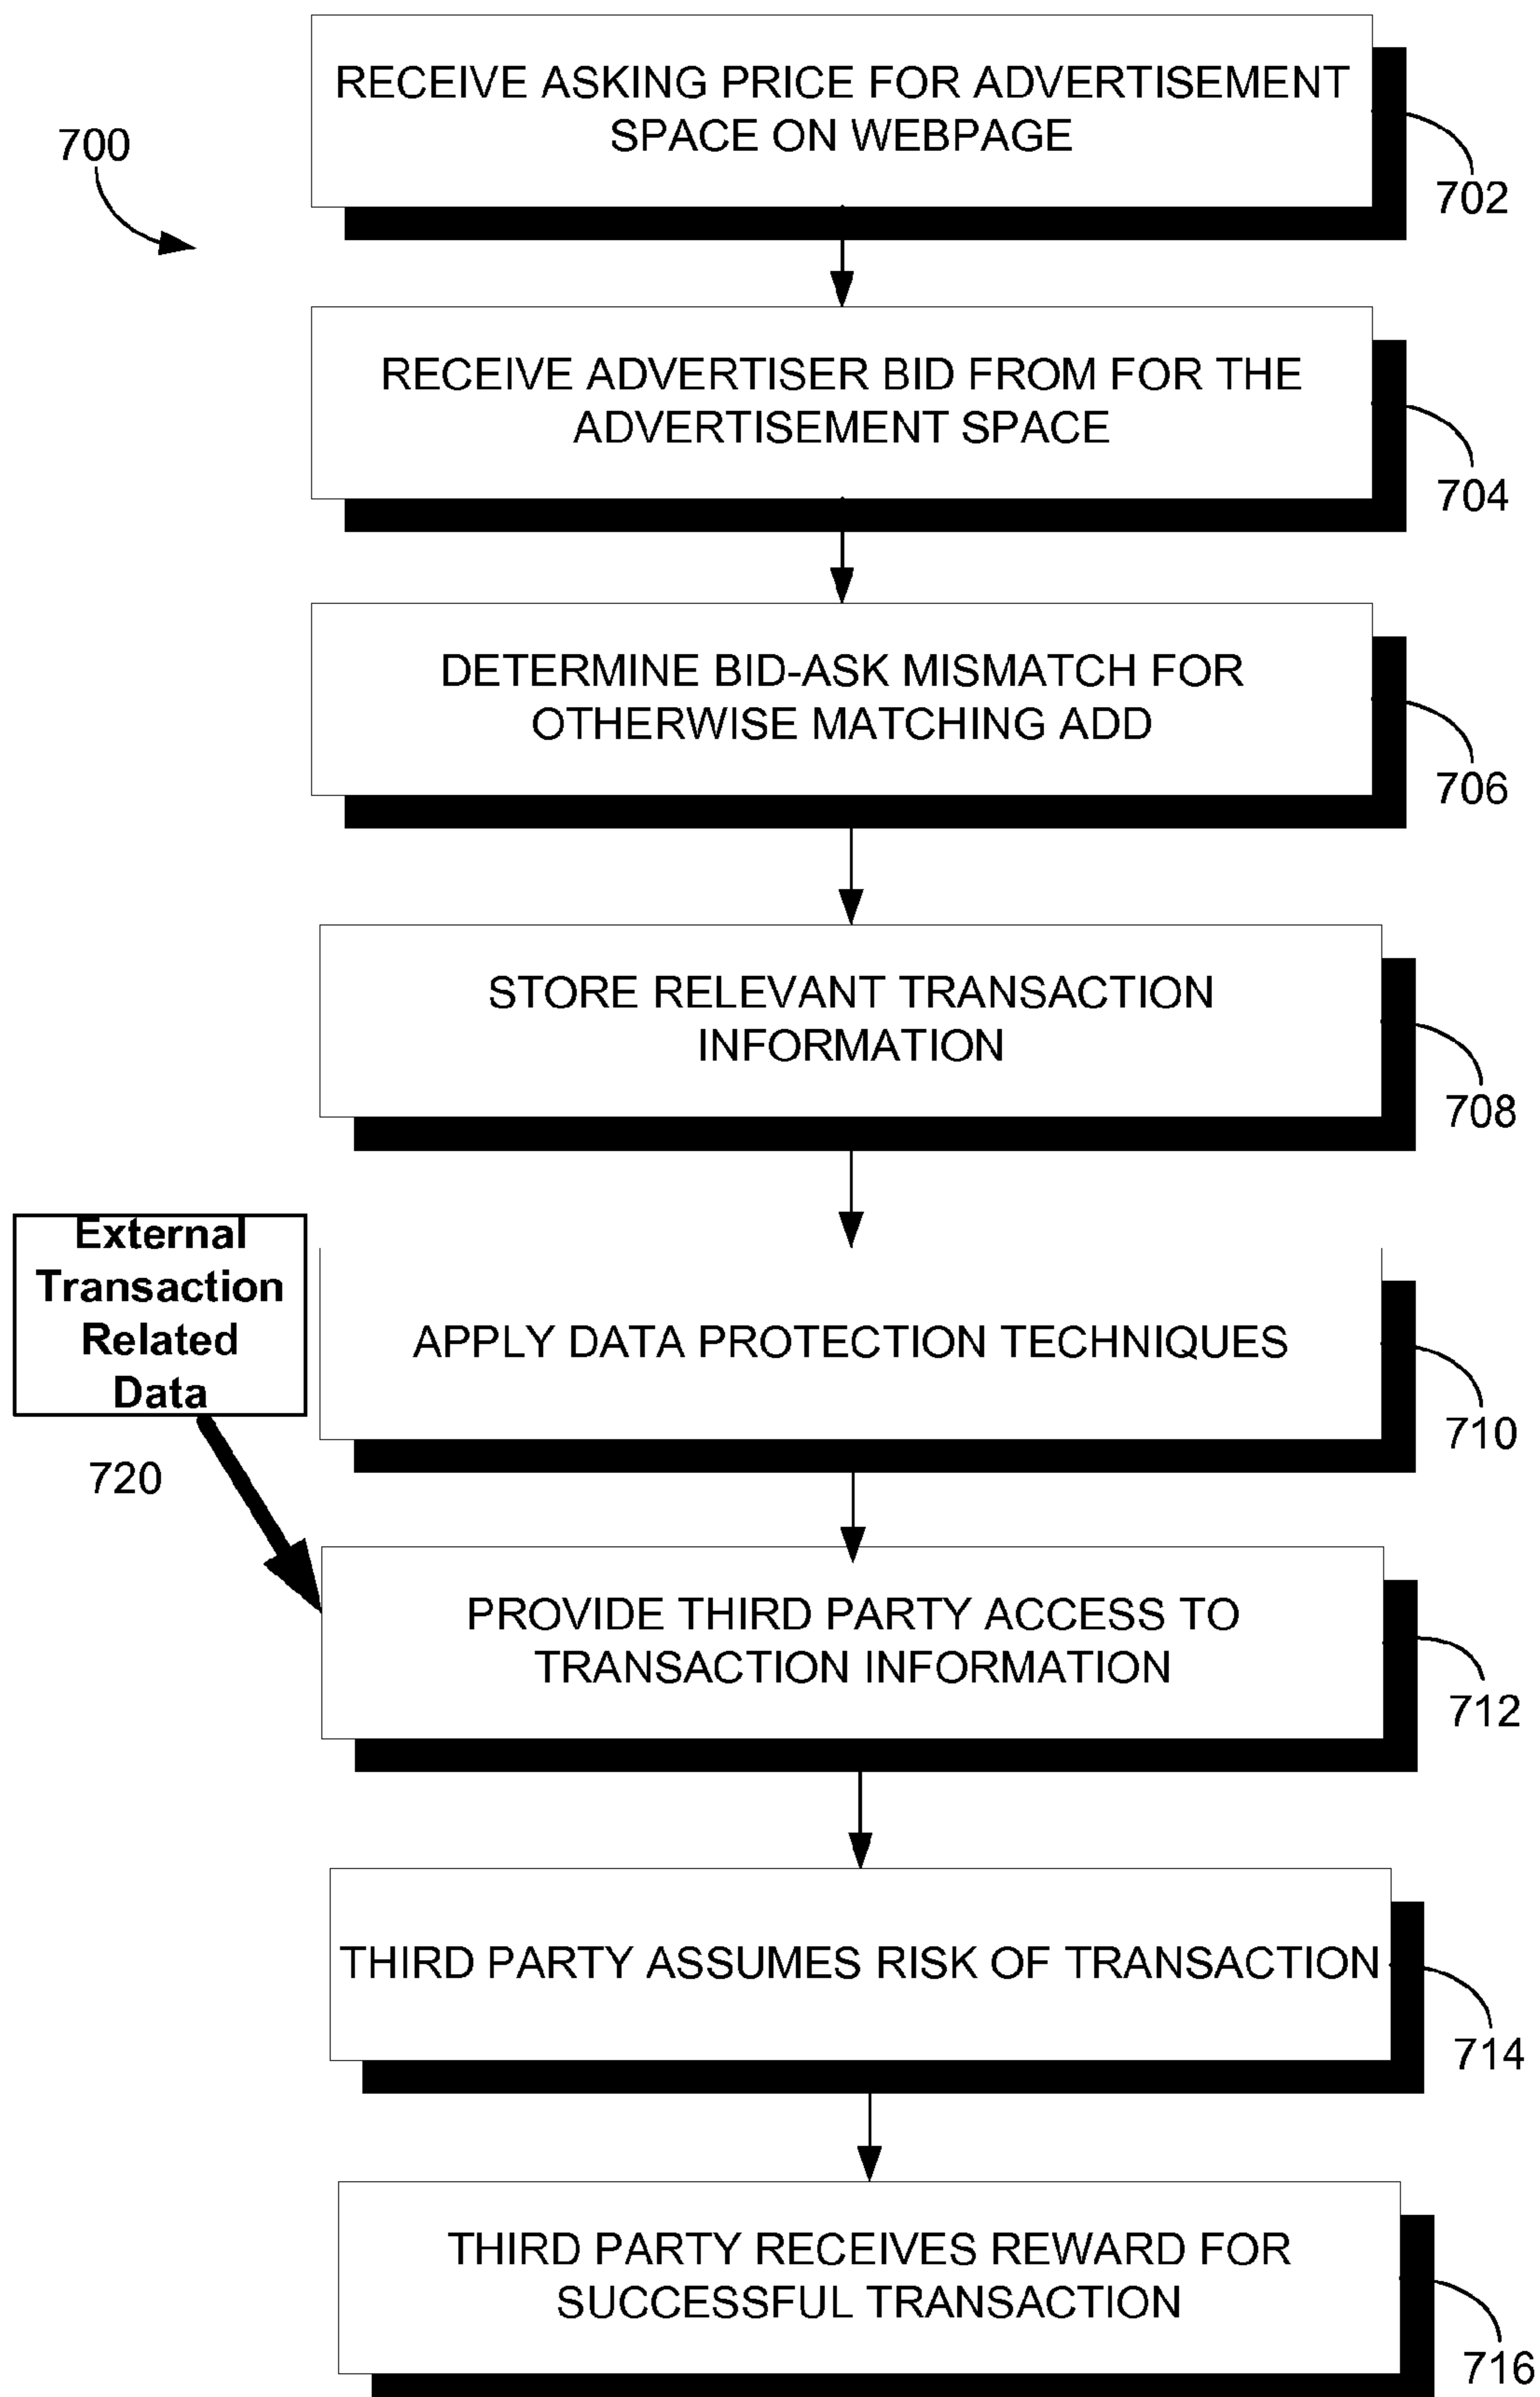 RECEIVE ASKING PRICE FOR ADVERTISEMENT
SPACE ON WEBPAGE
700
702
RECEIVE ADVERTISER BID FROM FOR THE
ADVERTISEMENT SPACE
704
DETERMINE BID-ASK MISMATCH FOR
OTHERWISE MATCHING ADD
706
STORE RELEVANT TRANSACTION
INFORMATION
708
External
Transaction
Related
Data
720
APPLY DATA PROTECTION TECHNIQUES
710
PROVIDE THIRD PARTY ACCESS TO
TRANSACTION INFORMATION
712
THIRD PARTY ASSUMES RISK OF TRANSACTION
714
THIRD PARTY RECEIVES REWARD FOR
SUCCESSFUL TRANSACTION
716